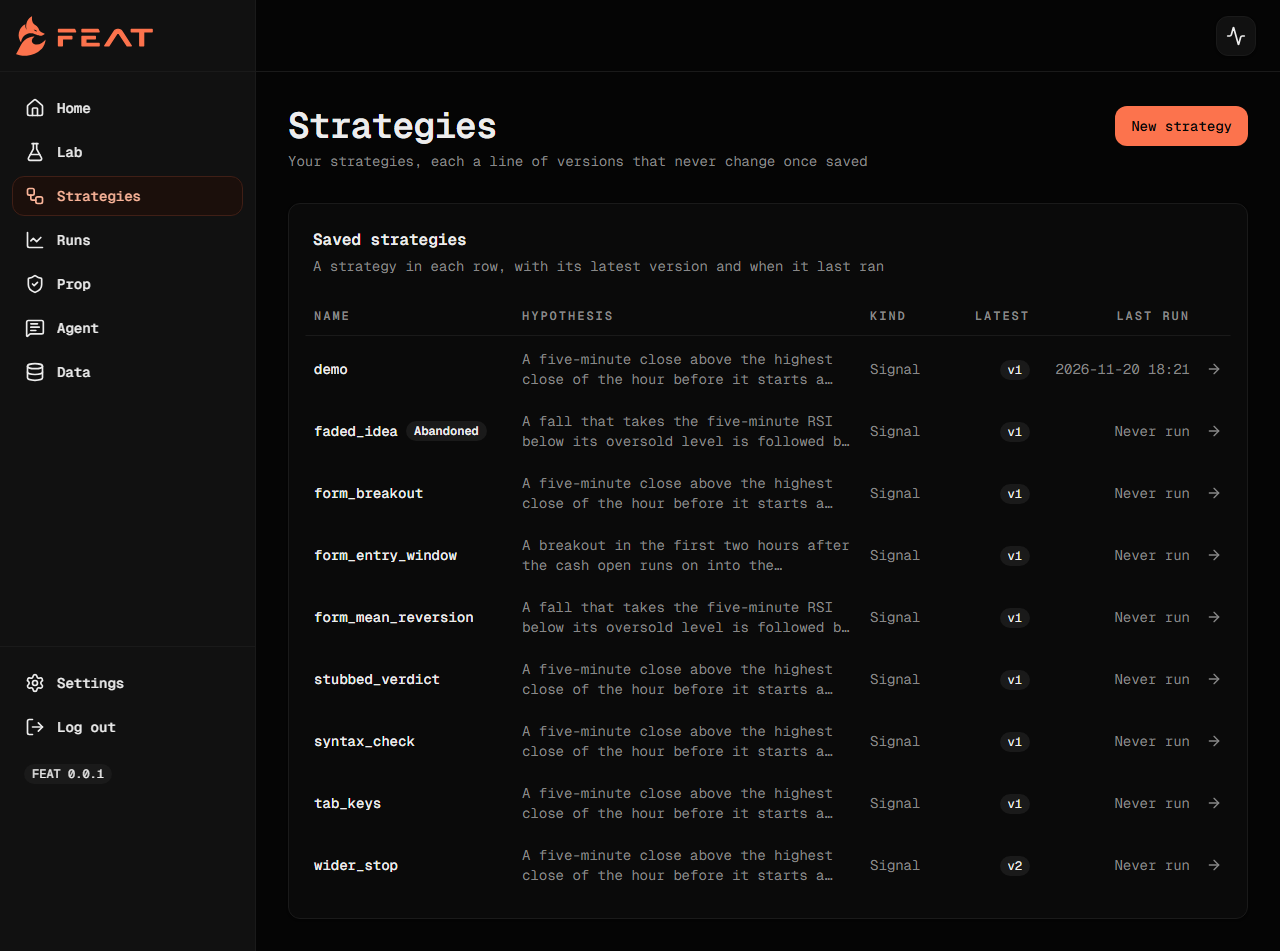 FEAT
Home
Lab
Strategies
Runs
Prop
Agent
Data
Settings
Log out
FEAT 0.0.1
Strategies
Your strategies, each a line of versions that never change once saved
New strategy
Saved strategies
A strategy in each row, with its latest version and when it last ran
NAME HYPOTHESIS KIND LATEST LAST RUN
demo A five-minute close above the highest Signal v1 2026-11-20 18:21
close of the hour before it starts a…
faded_idea Abandoned A fall that takes the five-minute RSI Signal v1 Never run
below its oversold level is followed b…
form_breakout A five-minute close above the highest Signal v1 Never run
close of the hour before it starts a…
form_entry_window A breakout in the first two hours after Signal v1 Never run
the cash open runs on into the…
form_mean_reversion A fall that takes the five-minute RSI Signal v1 Never run
below its oversold level is followed b…
stubbed_verdict A five-minute close above the highest Signal v1 Never run
close of the hour before it starts a…
syntax_check A five-minute close above the highest Signal v1 Never run
close of the hour before it starts a…
tab_keys A five-minute close above the highest Signal v1 Never run
close of the hour before it starts a…
wider_stop A five-minute close above the highest Signal v2 Never run
close of the hour before it starts a…